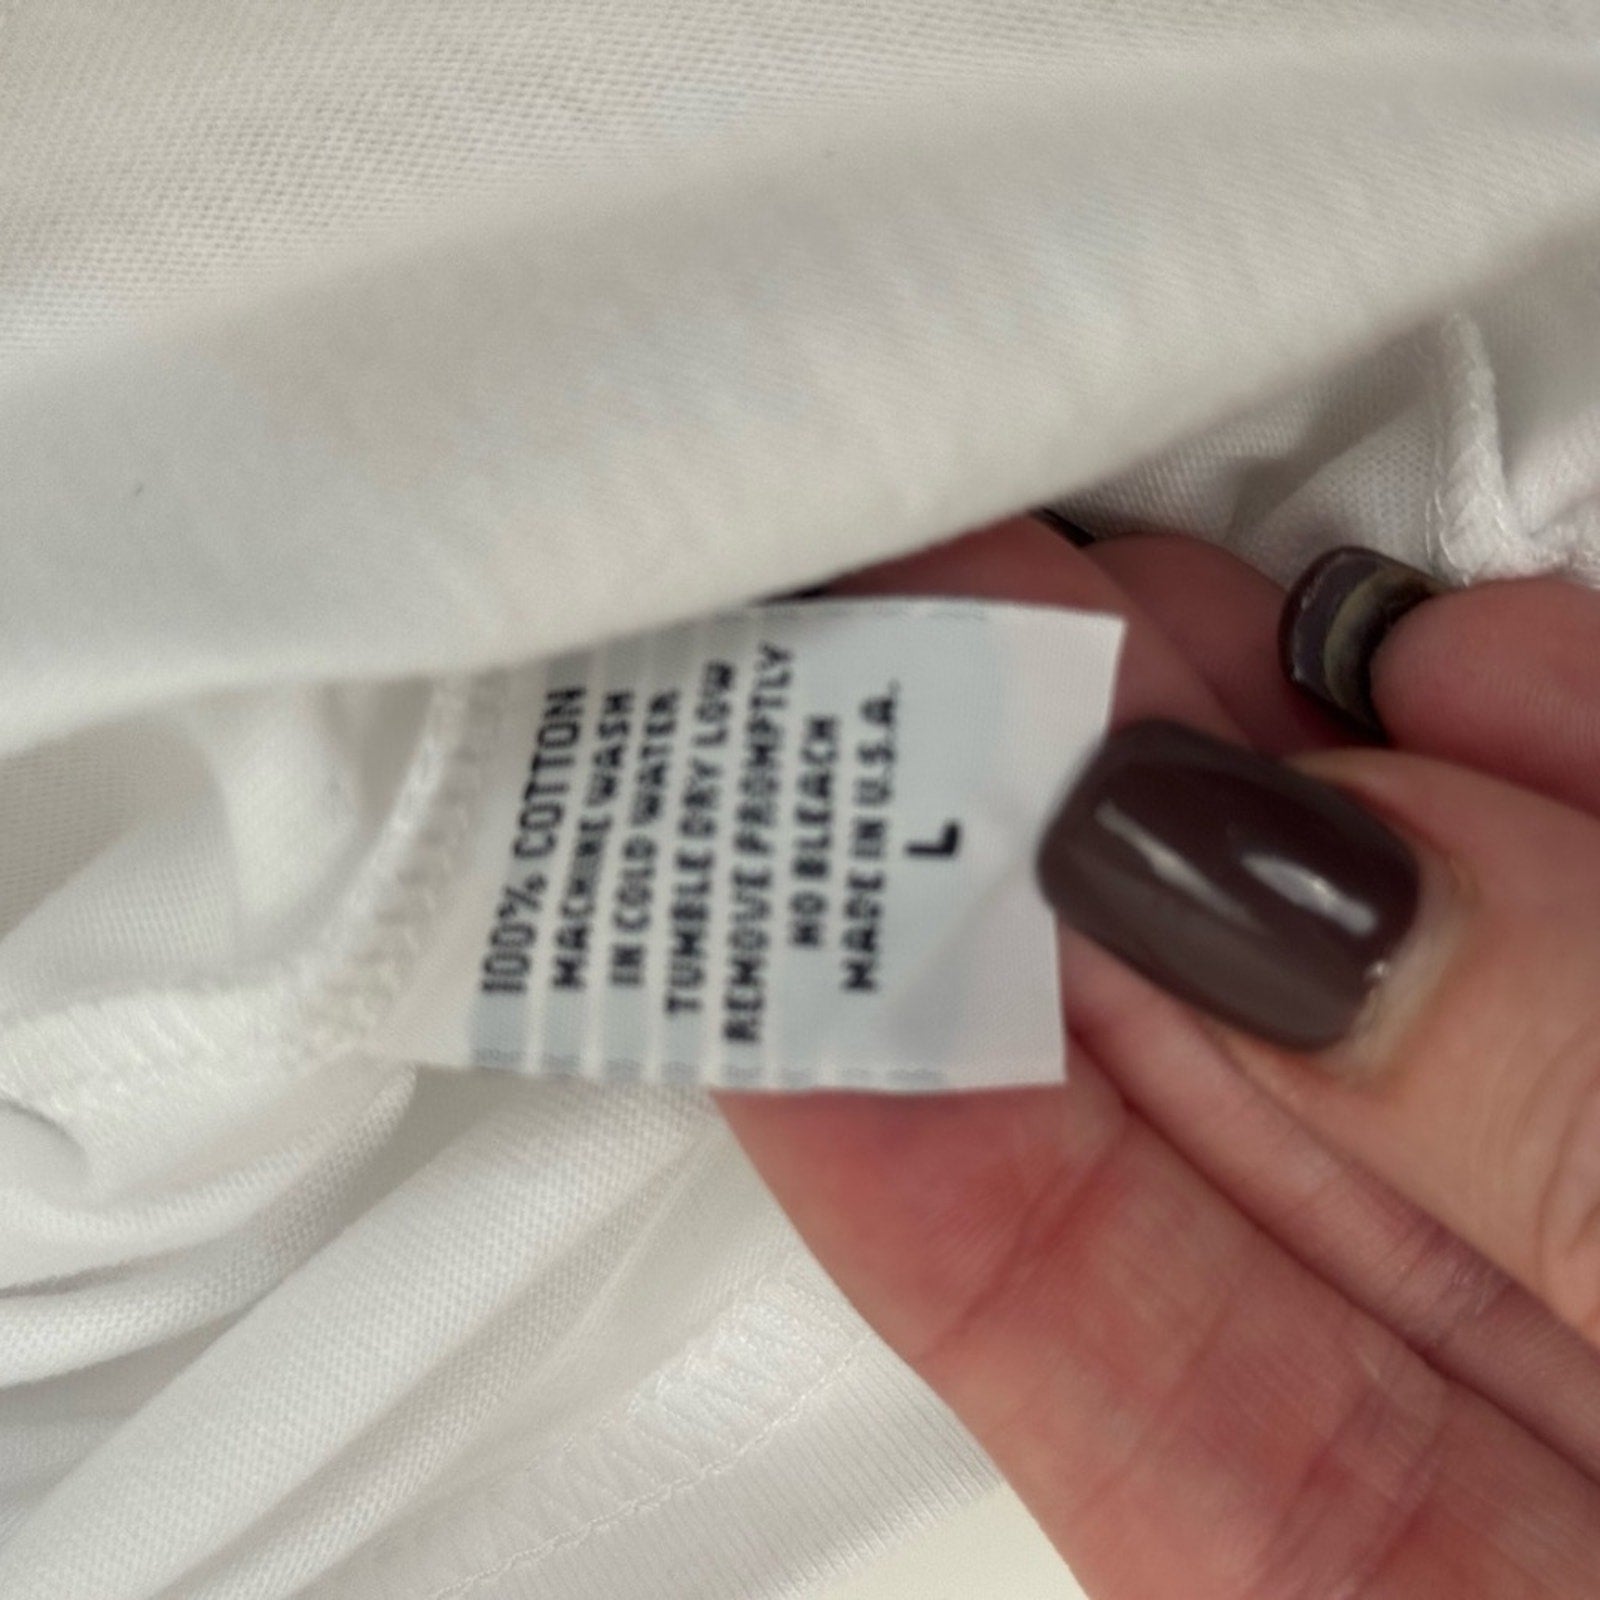 100% COTTON
MACHINE WASH
IN COLD WATER
TUMBLE DRY LOW
REMOVE PROMPTLY
NO BLEACH
MADE IN U.S.A.
L